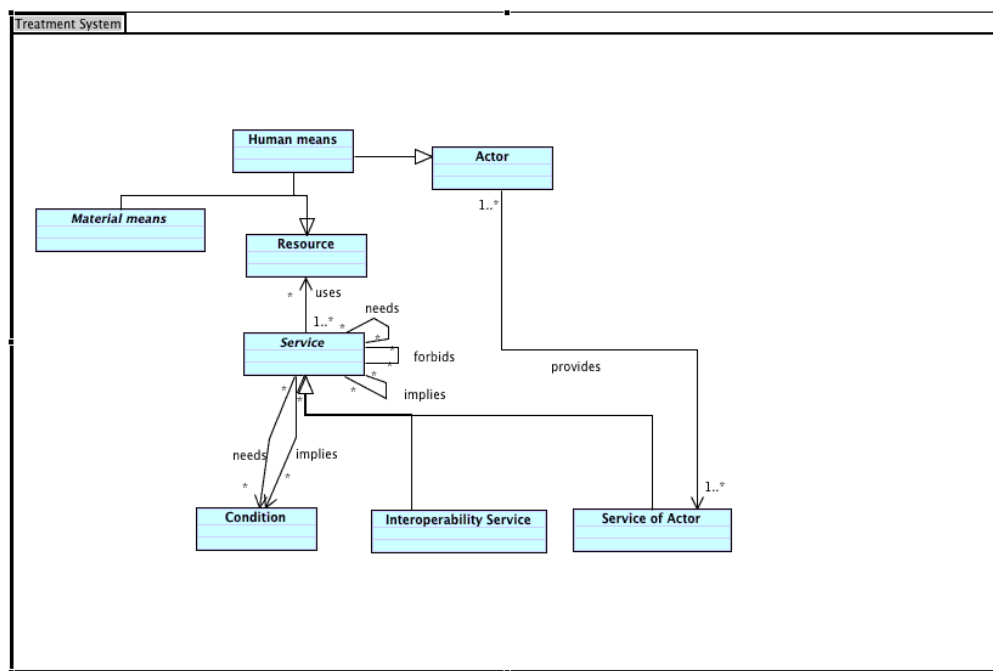 Treatment System
Human means
Actor
1..*
Material means
Resource
* uses
1..*
needs
*
*
Service
*
forbids
*
*
*
implies
*
*
provides
needs
implies
*
*
1..*
Condition
Interoperability Service
Service of Actor